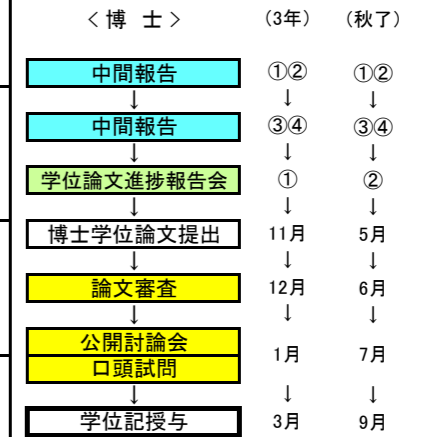 ＜博　士＞ （3年） （秋了）
中間報告 ①② ①②
↓ ↓ ↓
中間報告 ③④ ③④
↓ ↓ ↓
学位論文進捗報告会 ① ②
↓ ↓ ↓
博士学位論文提出 11月 5月
↓ ↓ ↓
論文審査 12月 6月
↓ ↓ ↓
公開討論会
口頭試問 1月 7月
↓ ↓ ↓
学位記授与 3月 9月